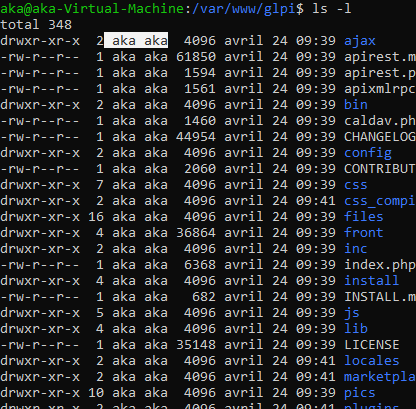 aka@aka-Virtual-Machine:/var/www/glpi$ ls -l
total 348
drwxr-xr-x  2 aka aka  4096 avril 24 09:39 ajax
-rw-r--r--  1 aka aka 61850 avril 24 09:39 apirest.m
-rw-r--r--  1 aka aka  1594 avril 24 09:39 apirest.p
-rw-r--r--  1 aka aka  1561 avril 24 09:39 apixmlrpc
drwxr-xr-x  2 aka aka  4096 avril 24 09:39 bin
-rw-r--r--  1 aka aka  1460 avril 24 09:39 caldav.ph
-rw-r--r--  1 aka aka 44954 avril 24 09:39 CHANGELOG
drwxr-xr-x  2 aka aka  4096 avril 24 09:39 config
-rw-r--r--  1 aka aka  2060 avril 24 09:39 CONTRIBUT
drwxr-xr-x  7 aka aka  4096 avril 24 09:39 css
drwxr-xr-x  2 aka aka  4096 avril 24 09:41 css_compi
drwxr-xr-x 16 aka aka  4096 avril 24 09:39 files
drwxr-xr-x  4 aka aka 36864 avril 24 09:39 front
drwxr-xr-x  2 aka aka  4096 avril 24 09:39 inc
-rw-r--r--  1 aka aka  6368 avril 24 09:39 index.php
drwxr-xr-x  4 aka aka  4096 avril 24 09:39 install
-rw-r--r--  1 aka aka   682 avril 24 09:39 INSTALL.m
drwxr-xr-x  5 aka aka  4096 avril 24 09:39 js
drwxr-xr-x  4 aka aka  4096 avril 24 09:39 lib
-rw-r--r--  1 aka aka 35148 avril 24 09:39 LICENSE
drwxr-xr-x  2 aka aka  4096 avril 24 09:41 locales
drwxr-xr-x  2 aka aka  4096 avril 24 09:41 marketpla
drwxr-xr-x 10 aka aka  4096 avril 24 09:39 pics
drwxr-xr-x  2 aka aka  4096 avril 24 09:41 plugins